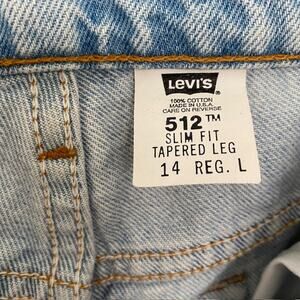 LEVI'S
100% COTTON
MADE IN U.S.A.
CARE ON REVERSE
512™
SLIM FIT
TAPERED LEG
14 REG. L